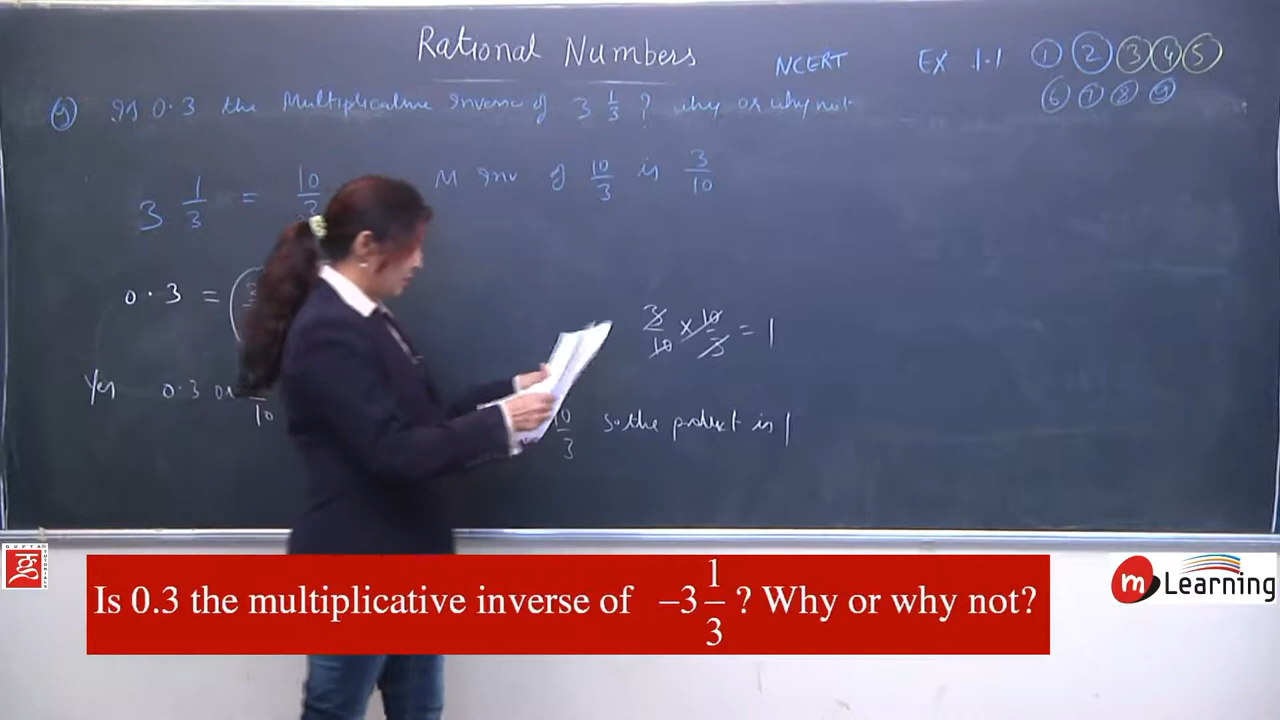 Rational Numbers
NCERT EX 1.1 1 2 3 4 5
6 7 8 9
9) Is 0.3 the Multiplicative Inverse of 3 1/3 ? why or why not
3 1/3 = 10/3 M Inv of 10/3 is 3/10
0.3 =
3/10 × 10/3 = 1
Yes 0.3 or /10 10/3 so the product is 1
GUPTA TUTORIALS
Is 0.3 the multiplicative inverse of −3 1/3 ? Why or why not?
m Learning